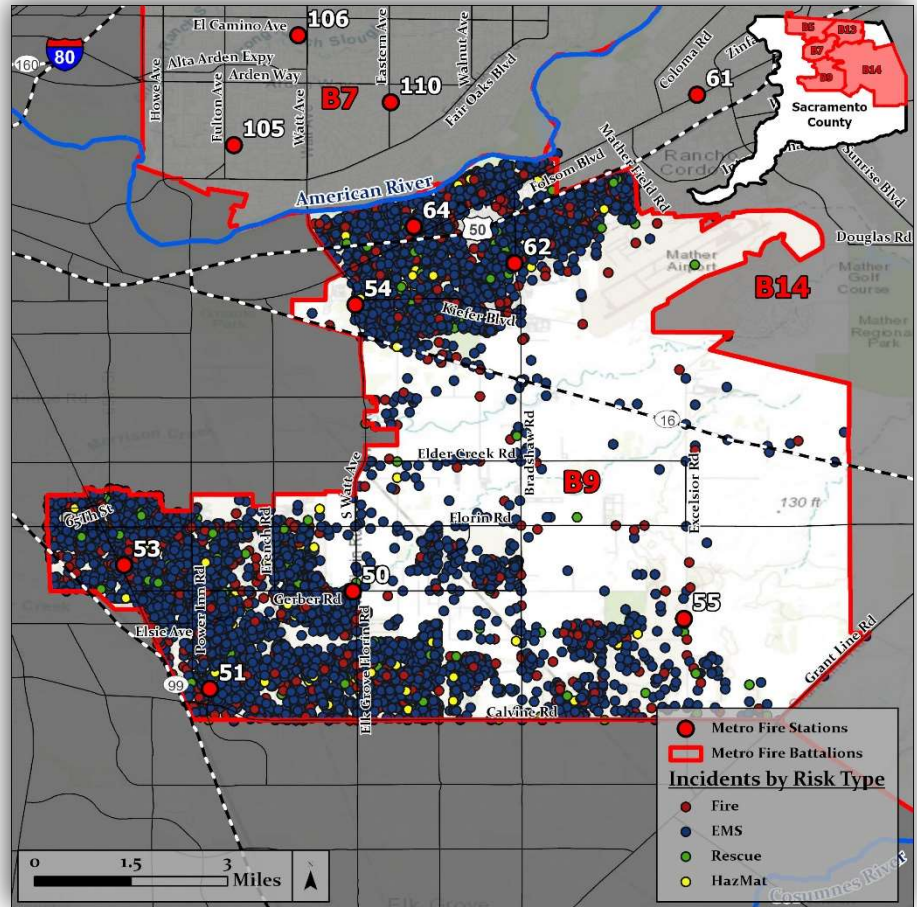 El Camino Ave
106
80
160
Alta Arden Expy
Arden Way
Howe Ave
Fulton Ave
Watt Ave
Eastern Ave
Walnut Ave
Fair Oaks Blvd
110
B7
105
Coloma Rd
61
Folsom Blvd
Mather Field Rd
Sunrise Blvd
Douglas Rd
American River
B13
B7
B9
B14
Sacramento
County
64
50
62
54
Kiefer Blvd
Mather
Airport
B14
Mather
Golf
Course
Mather
Regional
Park
16
Elder Creek Rd
Bradshaw Rd
B9
Excelsior Rd
130 ft
S Watt Ave
Florin Rd
65Th St
53
French Rd
Power Inn Rd
50
Gerber Rd
55
Elsie Ave
99
51
Elk Grove Florin Rd
Calvine Rd
Grant Line Rd
Metro Fire Stations
Metro Fire Battalions
Incidents by Risk Type
Fire
EMS
Rescue
HazMat
0 1.5 3
Miles
N
Elk Grove
Cosumnes River